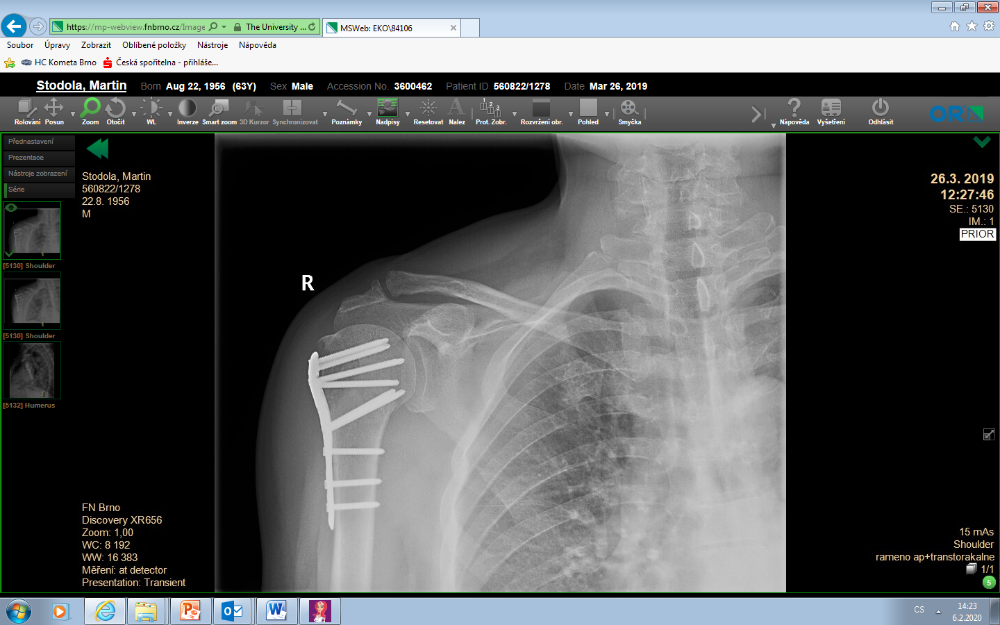 https://mp-webview.fnbrno.cz/Image
The University ...
MSWeb: EKO\84106
Soubor Úpravy Zobrazit Oblíbené položky Nástroje Nápověda
HC Kometa Brno Česká spořitelna - přihláše...
Stodola, Martin Born Aug 22, 1956 (63Y) Sex Male Accession No. 3600462 Patient ID 560822/1278 Date Mar 26, 2019
Rolování Posun Zoom Otočit WL Inverze Smart zoom 3D Kurzor Synchronizovat Poznámky Nadpisy Resetovat Nalez Prot. Zobr. Rozvržení obr. Pohled Smyčka Nápověda Vyšetření Odhlásit
Přednastavení
Prezentace
Nástroje zobrazení
Série
1
[5130] Shoulder
1
[5130] Shoulder
1
[5132] Humerus
Stodola, Martin
560822/1278
22.8. 1956
M
R
26.3. 2019
12:27:46
SE.: 5130
IM.: 1
PRIOR
FN Brno
Discovery XR656
Zoom: 1,00
WC: 8 192
WW: 16 383
Měření: at detector
Presentation: Transient
15 mAs
Shoulder
rameno ap+transtorakalne
1/1
5
CS
14:23
6.2.2020